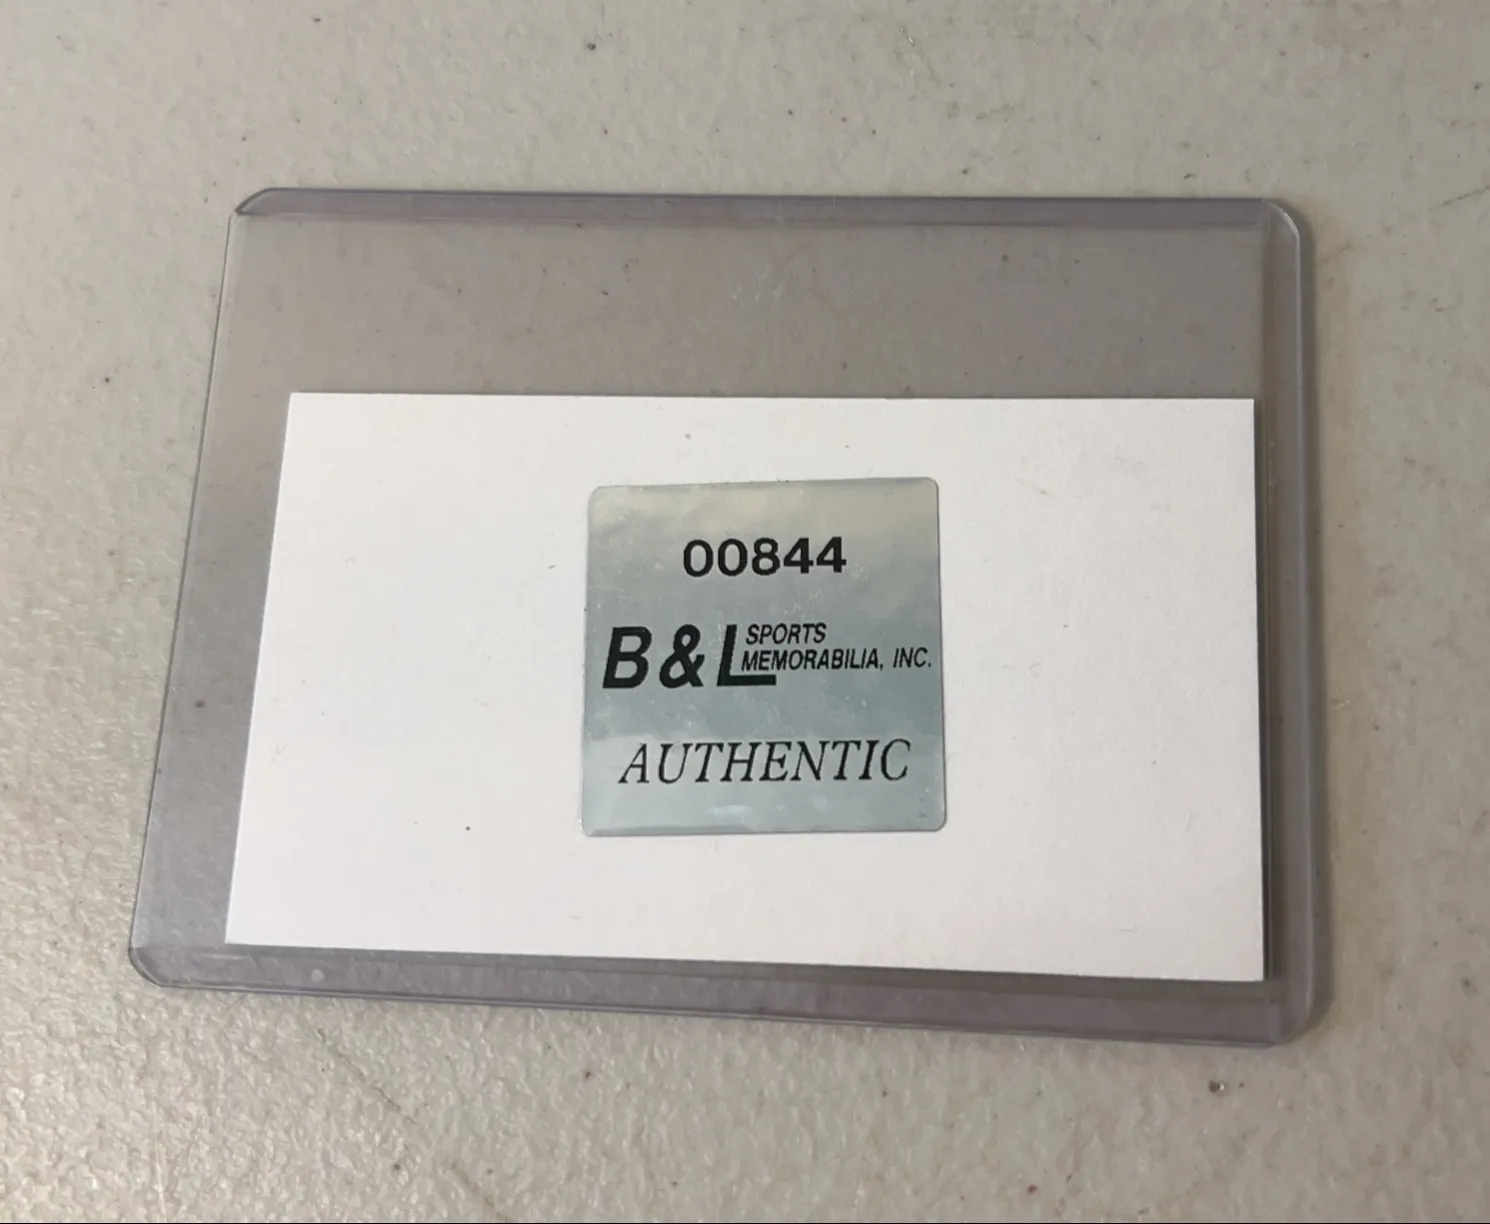 00844
B & L SPORTS
MEMORABILIA, INC.
AUTHENTIC